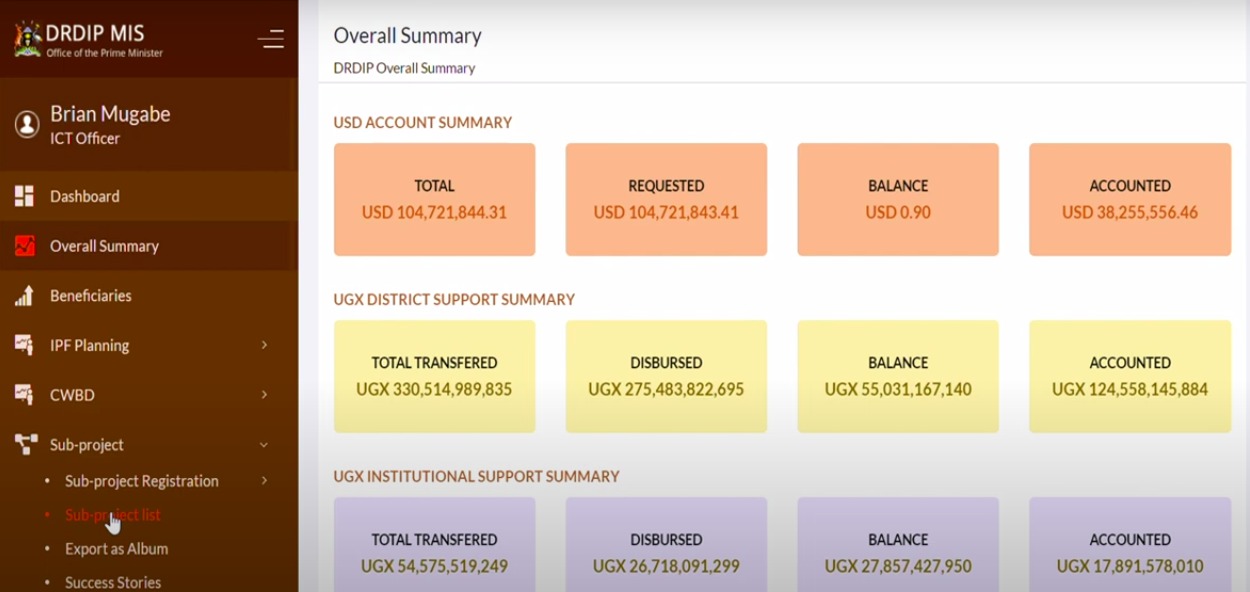 DRDIP MIS
Office of the Prime Minister
Brian Mugabe
ICT Officer
Dashboard
Overall Summary
Beneficiaries
IPF Planning
CWBD
Sub-project
Sub-project Registration
Sub-project list
Export as Album
Success Stories
Overall Summary
DRDIP Overall Summary
USD ACCOUNT SUMMARY
TOTAL
USD 104,721,844.31
REQUESTED
USD 104,721,843.41
BALANCE
USD 0.90
ACCOUNTED
USD 38,255,556.46
UGX DISTRICT SUPPORT SUMMARY
TOTAL TRANSFERED
UGX 330,514,989,835
DISBURSED
UGX 275,483,822,695
BALANCE
UGX 55,031,167,140
ACCOUNTED
UGX 124,558,145,884
UGX INSTITUTIONAL SUPPORT SUMMARY
TOTAL TRANSFERED
UGX 54,575,519,249
DISBURSED
UGX 26,718,091,299
BALANCE
UGX 27,857,427,950
ACCOUNTED
UGX 17,891,578,010